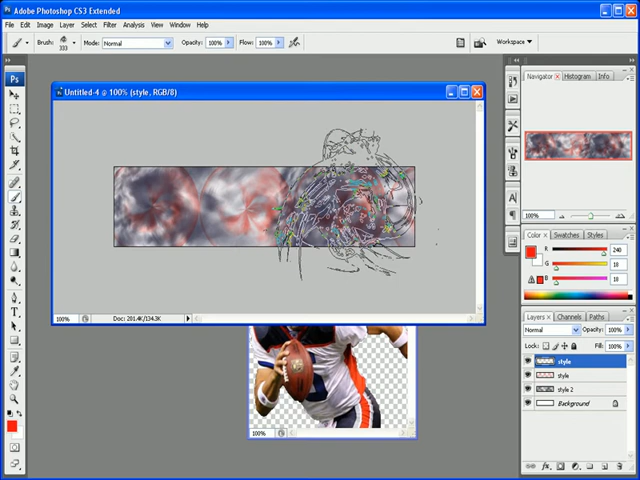 Adobe Photoshop CS3 Extended
File Edit Image Layer Select Filter Analysis View Window Help
Brush: 333 Mode: Normal Opacity: 100% Flow: 100% Workspace
Untitled-4 @ 100% (style, RGB/8)
100% Doc: 201.4K/134.3K
100%
Navigator Histogram Info
100%
Color Swatches Styles
R 240
G 18
B 18
Layers Channels Paths
Normal Opacity: 100%
Lock: Fill: 100%
style
style
style 2
Background
Ps